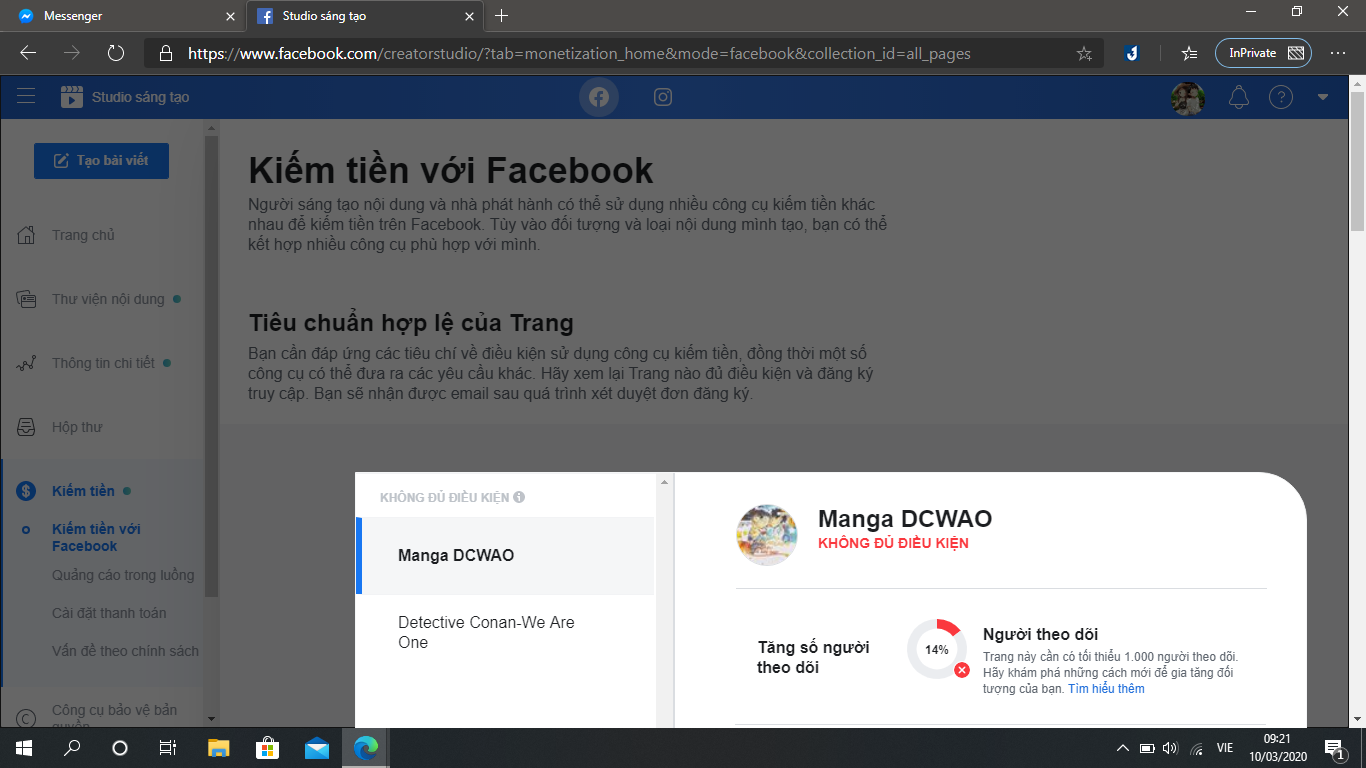 Messenger
Studio sáng tạo
https://www.facebook.com/creatorstudio/?tab=monetization_home&mode=facebook&collection_id=all_pages
InPrivate
Studio sáng tạo
Tạo bài viết
Trang chủ
Thư viện nội dung
Thông tin chi tiết
Hộp thư
Kiếm tiền
Kiếm tiền với
Facebook
Quảng cáo trong luồng
Cài đặt thanh toán
Vấn đề theo chính sách
Công cụ bảo vệ bản
quyền
Kiếm tiền với Facebook
Người sáng tạo nội dung và nhà phát hành có thể sử dụng nhiều công cụ kiếm tiền khác
nhau để kiếm tiền trên Facebook. Tùy vào đối tượng và loại nội dung mình tạo, bạn có thể
kết hợp nhiều công cụ phù hợp với mình.
Tiêu chuẩn hợp lệ của Trang
Bạn cần đáp ứng các tiêu chí về điều kiện sử dụng công cụ kiếm tiền, đồng thời một số
công cụ có thể đưa ra các yêu cầu khác. Hãy xem lại Trang nào đủ điều kiện và đăng ký
truy cập. Bạn sẽ nhận được email sau quá trình xét duyệt đơn đăng ký.
KHÔNG ĐỦ ĐIỀU KIỆN
Manga DCWAO
Detective Conan-We Are
One
Manga DCWAO
KHÔNG ĐỦ ĐIỀU KIỆN
Tăng số người
theo dõi
14%
Người theo dõi
Trang này cần có tối thiểu 1.000 người theo dõi.
Hãy khám phá những cách mới để gia tăng đối
tượng của bạn. Tìm hiểu thêm
VIE
09:21
10/03/2020
1